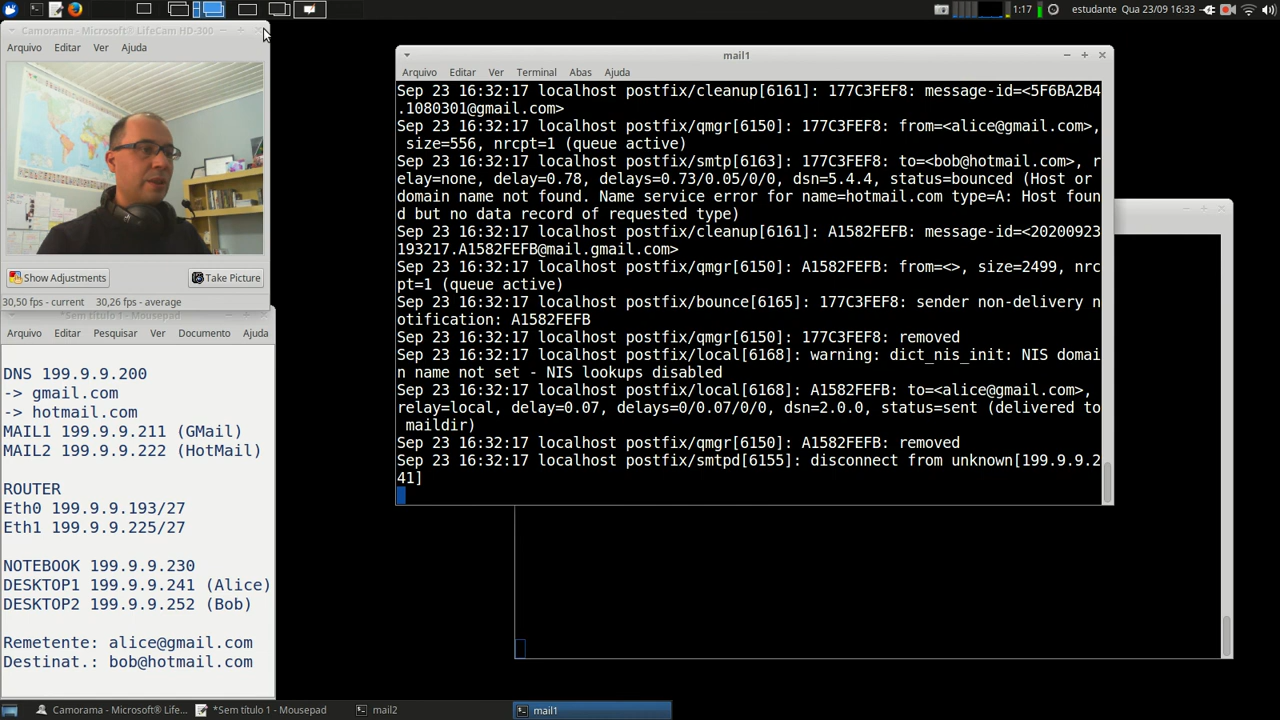 1:17
estudante Qua 23/09 16:33
Camorama - Microsoft® LifeCam HD-300
Arquivo Editar Ver Ajuda
Show Adjustments Take Picture
30,50 fps - current 30,26 fps - average
*Sem título 1 - Mousepad
Arquivo Editar Pesquisar Ver Documento Ajuda
DNS 199.9.9.200
-> gmail.com
-> hotmail.com
MAIL1 199.9.9.211 (GMail)
MAIL2 199.9.9.222 (HotMail)
ROUTER
Eth0 199.9.9.193/27
Eth1 199.9.9.225/27
NOTEBOOK 199.9.9.230
DESKTOP1 199.9.9.241 (Alice)
DESKTOP2 199.9.9.252 (Bob)
Remetente: alice@gmail.com
Destinat.: bob@hotmail.com
mail1
Arquivo Editar Ver Terminal Abas Ajuda
Sep 23 16:32:17 localhost postfix/cleanup[6161]: 177C3FEF8: message-id=<5F6BA2B4
.1080301@gmail.com>
Sep 23 16:32:17 localhost postfix/qmgr[6150]: 177C3FEF8: from=<alice@gmail.com>,
size=556, nrcpt=1 (queue active)
Sep 23 16:32:17 localhost postfix/smtp[6163]: 177C3FEF8: to=<bob@hotmail.com>, r
elay=none, delay=0.78, delays=0.73/0.05/0/0, dsn=5.4.4, status=bounced (Host or
domain name not found. Name service error for name=hotmail.com type=A: Host foun
d but no data record of requested type)
Sep 23 16:32:17 localhost postfix/cleanup[6161]: A1582FEFB: message-id=<20200923
193217.A1582FEFB@mail.gmail.com>
Sep 23 16:32:17 localhost postfix/qmgr[6150]: A1582FEFB: from=<>, size=2499, nrc
pt=1 (queue active)
Sep 23 16:32:17 localhost postfix/bounce[6165]: 177C3FEF8: sender non-delivery n
otification: A1582FEFB
Sep 23 16:32:17 localhost postfix/qmgr[6150]: 177C3FEF8: removed
Sep 23 16:32:17 localhost postfix/local[6168]: warning: dict_nis_init: NIS domai
n name not set - NIS lookups disabled
Sep 23 16:32:17 localhost postfix/local[6168]: A1582FEFB: to=<alice@gmail.com>,
relay=local, delay=0.07, delays=0/0.07/0/0, dsn=2.0.0, status=sent (delivered to
maildir)
Sep 23 16:32:17 localhost postfix/qmgr[6150]: A1582FEFB: removed
Sep 23 16:32:17 localhost postfix/smtpd[6155]: disconnect from unknown[199.9.9.2
41]
Camorama - Microsoft® Life...
*Sem título 1 - Mousepad
mail2
mail1